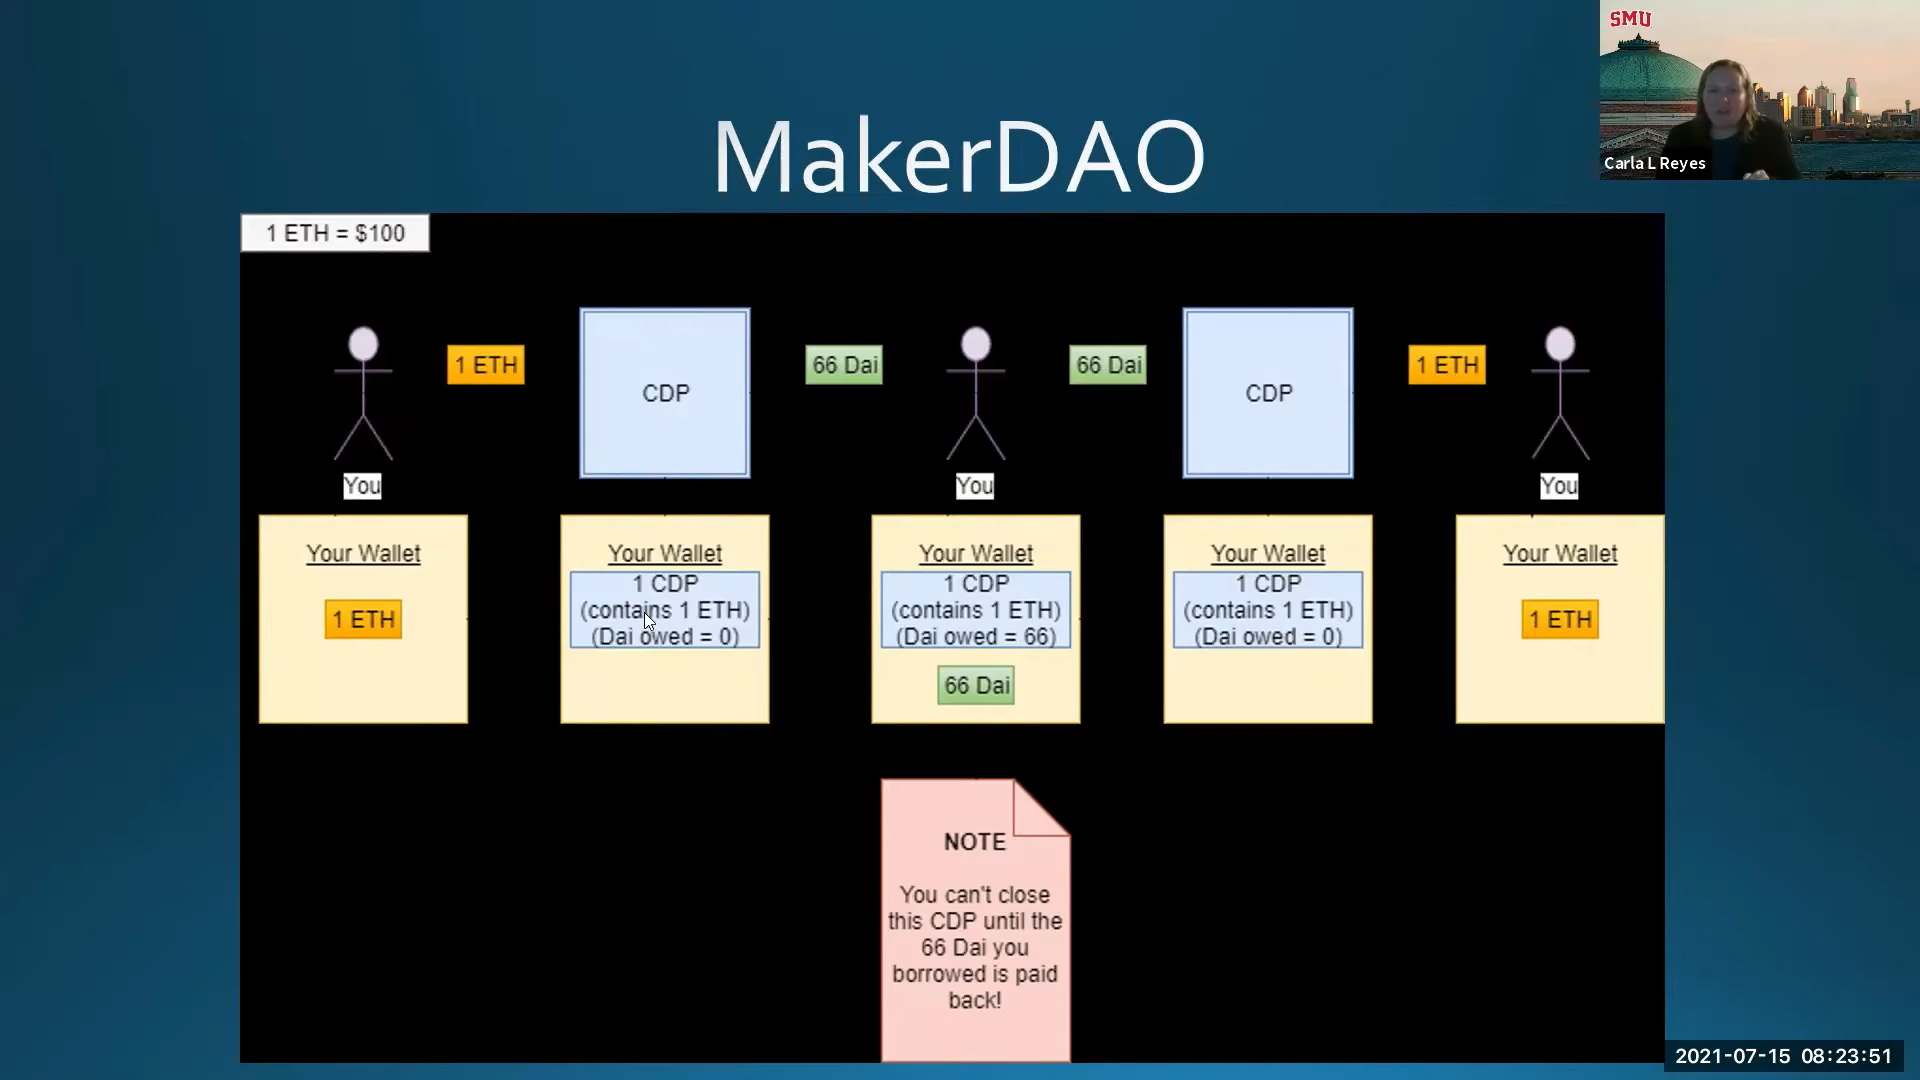 SMU
Carla L Reyes
MakerDAO
1 ETH = $100
1 ETH
CDP
66 Dai
66 Dai
CDP
1 ETH
You
You
You
Your Wallet
1 ETH
Your Wallet
1 CDP
(contains 1 ETH)
(Dai owed = 0)
Your Wallet
1 CDP
(contains 1 ETH)
(Dai owed = 66)
66 Dai
Your Wallet
1 CDP
(contains 1 ETH)
(Dai owed = 0)
Your Wallet
1 ETH
NOTE
You can't close
this CDP until the
66 Dai you
borrowed is paid
back!
2021-07-15 08:23:51